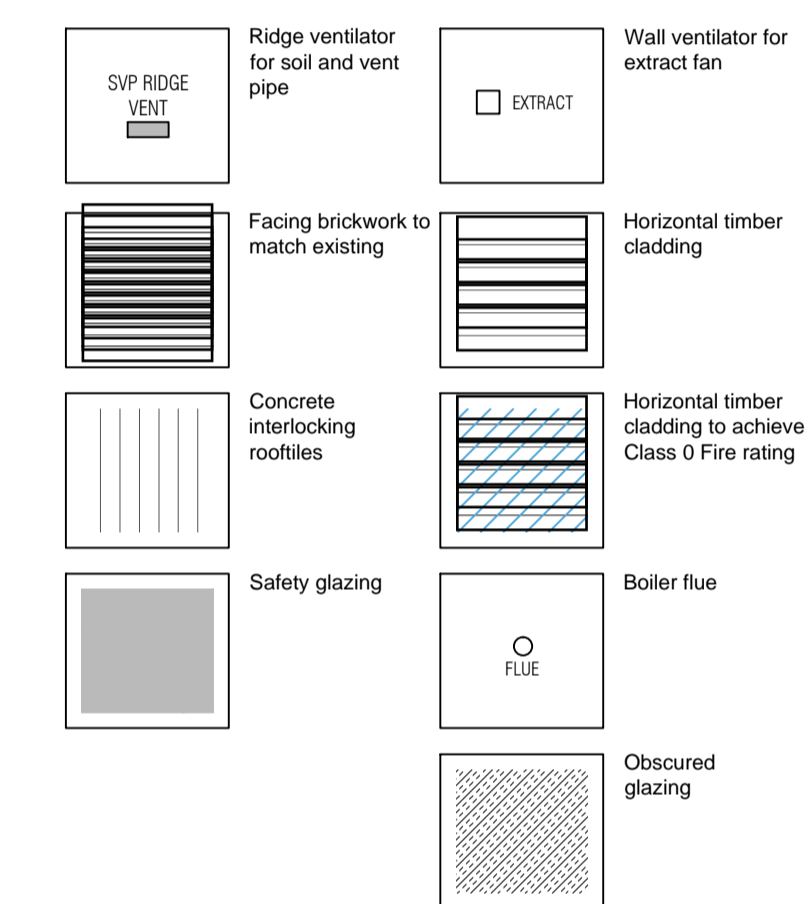 SVP RIDGE
VENT
Ridge ventilator
for soil and vent
pipe
EXTRACT
Wall ventilator for
extract fan
Facing brickwork to
match existing
Horizontal timber
cladding
Concrete
interlocking
rooftiles
Horizontal timber
cladding to achieve
Class 0 Fire rating
Safety glazing
FLUE
Boiler flue
Obscured
glazing